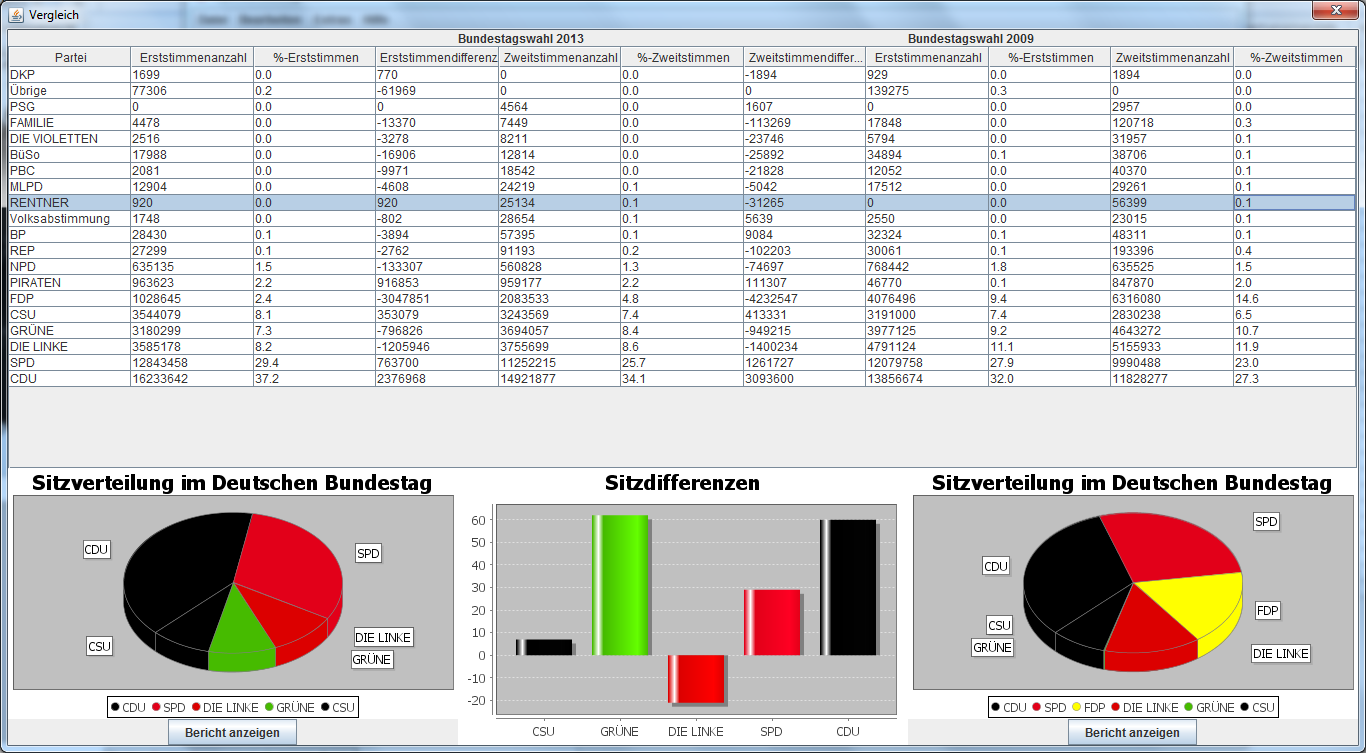 Vergleich
Bundestagswahl 2013 Bundestagswahl 2009
Partei Erststimmenanzahl %-Erststimmen Erststimmendifferenz Zweitstimmenanzahl %-Zweitstimmen Zweitstimmendiffer... Erststimmenanzahl %-Erststimmen Zweitstimmenanzahl %-Zweitstimmen
DKP 1699 0.0 770 0 0.0 -1894 929 0.0 1894 0.0
Übrige 77306 0.2 -61969 0 0.0 0 139275 0.3 0 0.0
PSG 0 0.0 0 4564 0.0 1607 0 0.0 2957 0.0
FAMILIE 4478 0.0 -13370 7449 0.0 -113269 17848 0.0 120718 0.3
DIE VIOLETTEN 2516 0.0 -3278 8211 0.0 -23746 5794 0.0 31957 0.1
BüSo 17988 0.0 -16906 12814 0.0 -25892 34894 0.1 38706 0.1
PBC 2081 0.0 -9971 18542 0.0 -21828 12052 0.0 40370 0.1
MLPD 12904 0.0 -4608 24219 0.1 -5042 17512 0.0 29261 0.1
RENTNER 920 0.0 920 25134 0.1 -31265 0 0.0 56399 0.1
Volksabstimmung 1748 0.0 -802 28654 0.1 5639 2550 0.0 23015 0.1
BP 28430 0.1 -3894 57395 0.1 9084 32324 0.1 48311 0.1
REP 27299 0.1 -2762 91193 0.2 -102203 30061 0.1 193396 0.4
NPD 635135 1.5 -133307 560828 1.3 -74697 768442 1.8 635525 1.5
PIRATEN 963623 2.2 916853 959177 2.2 111307 46770 0.1 847870 2.0
FDP 1028645 2.4 -3047851 2083533 4.8 -4232547 4076496 9.4 6316080 14.6
CSU 3544079 8.1 353079 3243569 7.4 413331 3191000 7.4 2830238 6.5
GRÜNE 3180299 7.3 -796826 3694057 8.4 -949215 3977125 9.2 4643272 10.7
DIE LINKE 3585178 8.2 -1205946 3755699 8.6 -1400234 4791124 11.1 5155933 11.9
SPD 12843458 29.4 763700 11252215 25.7 1261727 12079758 27.9 9990488 23.0
CDU 16233642 37.2 2376968 14921877 34.1 3093600 13856674 32.0 11828277 27.3
Sitzverteilung im Deutschen Bundestag
CDU
SPD
CSU
DIE LINKE
GRÜNE
CDU SPD DIE LINKE GRÜNE CSU
Bericht anzeigen
Sitzdifferenzen
60
50
40
30
20
10
0
-10
-20
CSU GRÜNE DIE LINKE SPD CDU
Sitzverteilung im Deutschen Bundestag
SPD
CDU
FDP
CSU
GRÜNE
DIE LINKE
CDU SPD FDP DIE LINKE GRÜNE CSU
Bericht anzeigen